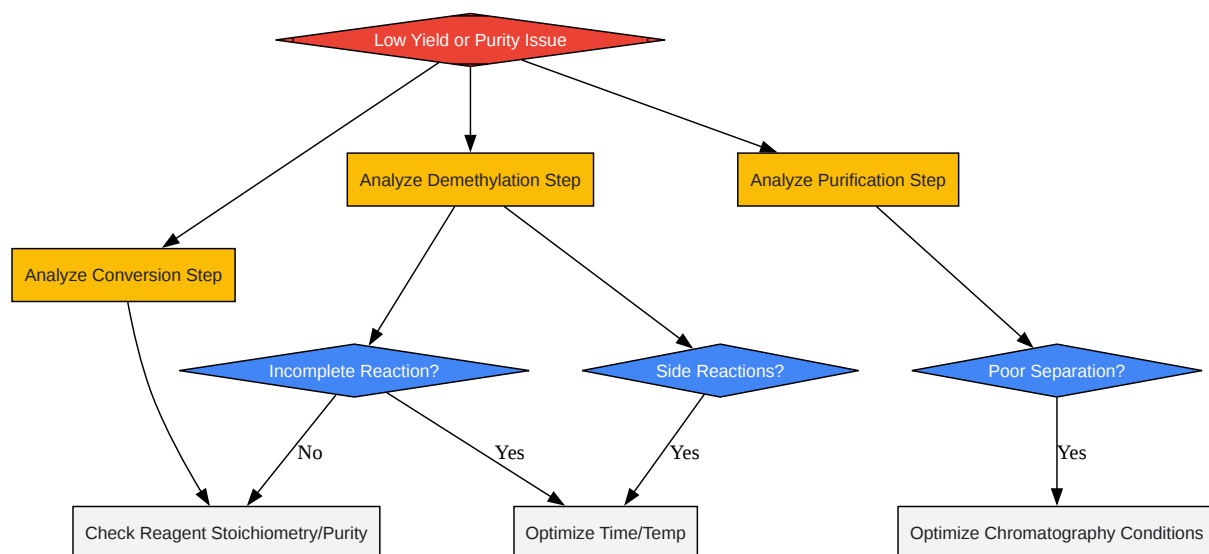 Low Yield or Purity Issue
Analyze Demethylation Step
Analyze Purification Step
Analyze Conversion Step
Incomplete Reaction?
Side Reactions?
Poor Separation?
No
Yes
Yes
Yes
Check Reagent Stoichiometry/Purity
Optimize Time/Temp
Optimize Chromatography Conditions